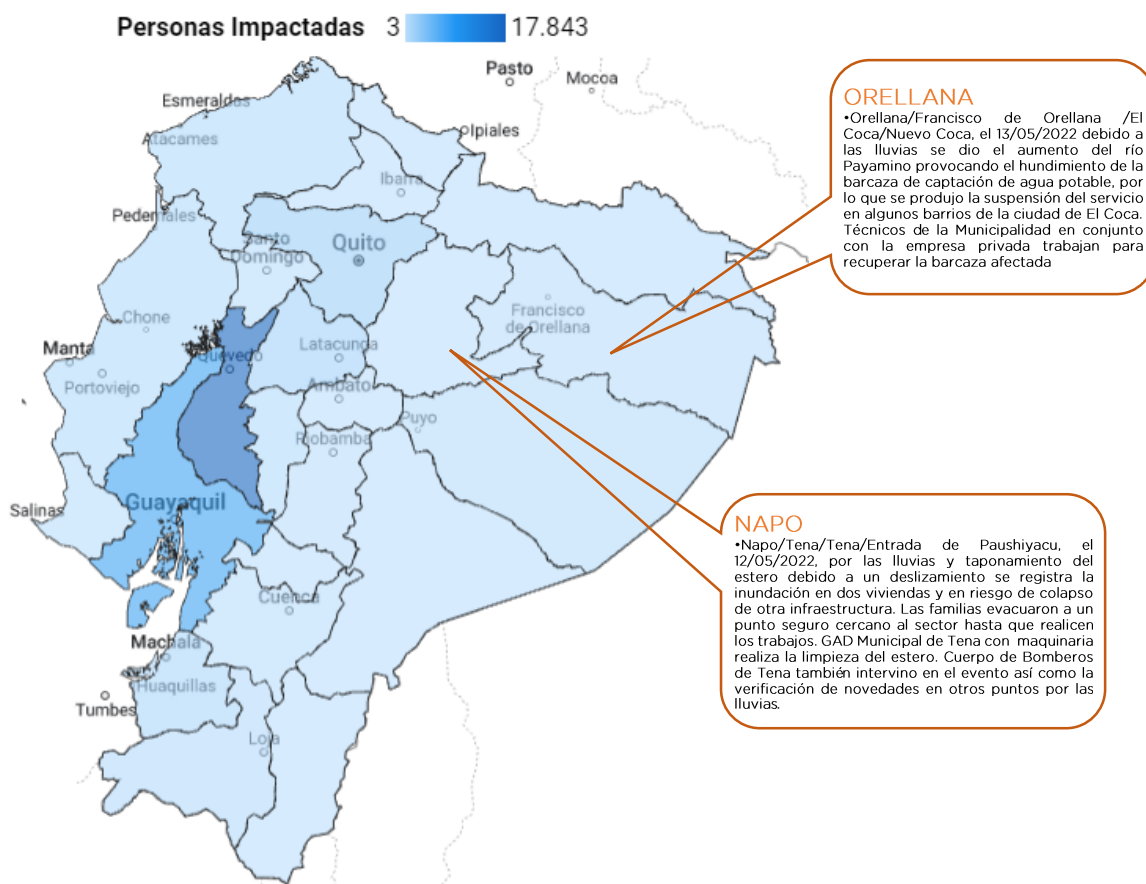 Personas Impactadas 3 17.843
Pasto
Mocoa
Esmeraldas
Atacames
Ipiales
Ibarra
Pedernales
Santo
Domingo
Quito
Chone
Francisco
de Orellana
Manta
Quevedo
Latacunga
Portoviejo
Ambato
Puyo
Riobamba
Salinas
Guayaquil
Cuenca
Machala
Huaquillas
Tumbes
Loja
ORELLANA
•Orellana/Francisco de Orellana /El
Coca/Nuevo Coca, el 13/05/2022 debido a
las lluvias se dio el aumento del río
Payamino provocando el hundimiento de la
barcaza de captación de agua potable, por
lo que se produjo la suspensión del servicio
en algunos barrios de la ciudad de El Coca.
Técnicos de la Municipalidad en conjunto
con la empresa privada trabajan para
recuperar la barcaza afectada
NAPO
•Napo/Tena/Tena/Entrada de Paushiyacu, el
12/05/2022, por las lluvias y taponamiento del
estero debido a un deslizamiento se registra la
inundación en dos viviendas y en riesgo de colapso
de otra infraestructura. Las familias evacuaron a un
punto seguro cercano al sector hasta que realicen
los trabajos. GAD Municipal de Tena con maquinaria
realiza la limpieza del estero. Cuerpo de Bomberos
de Tena también intervino en el evento así como la
verificación de novedades en otros puntos por las
lluvias.